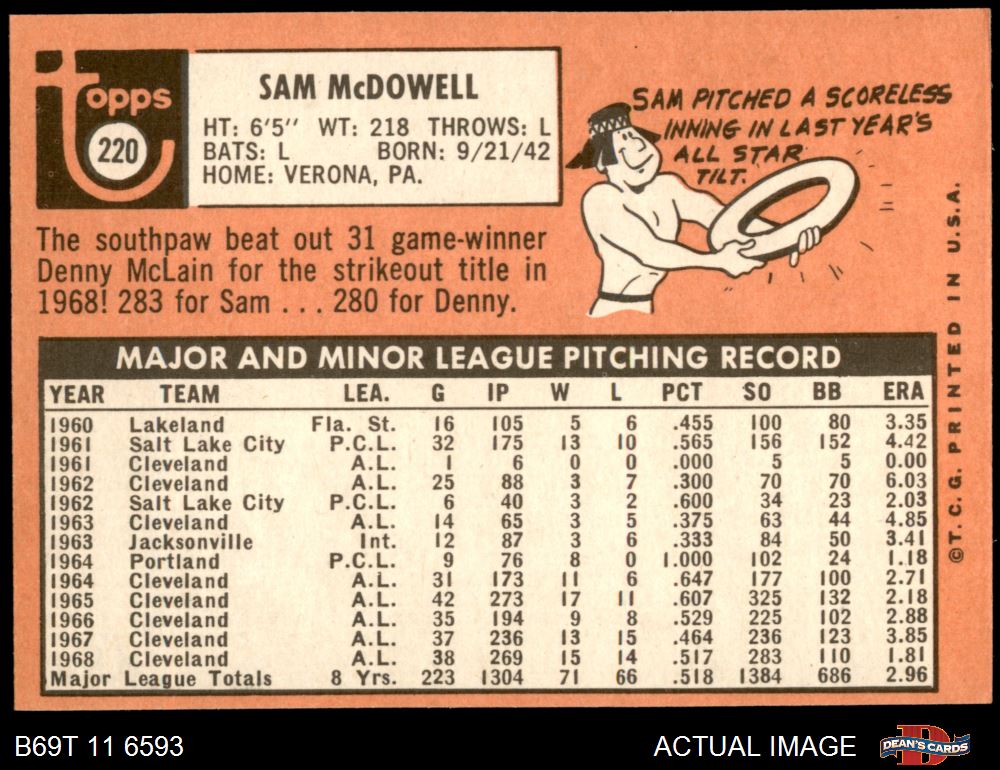 topps
220
SAM McDOWELL
HT: 6'5" WT: 218 THROWS: L
BATS: L BORN: 9/21/42
HOME: VERONA, PA.
SAM PITCHED A SCORELESS
INNING IN LAST YEAR'S
ALL STAR
TILT.
The southpaw beat out 31 game-winner
Denny McLain for the strikeout title in
1968! 283 for Sam . . . 280 for Denny.
MAJOR AND MINOR LEAGUE PITCHING RECORD
YEAR TEAM LEA. G IP W L PCT SO BB ERA
1960 Lakeland Fla. St. 16 105 5 6 .455 100 80 3.35
1961 Salt Lake City P.C.L. 32 175 13 10 .565 156 152 4.42
1961 Cleveland A.L. 1 6 0 0 .000 5 5 0.00
1962 Cleveland A.L. 25 88 3 7 .300 70 70 6.03
1962 Salt Lake City P.C.L. 6 40 3 2 .600 34 23 2.03
1963 Cleveland A.L. 14 65 3 5 .375 63 44 4.85
1963 Jacksonville Int. 12 87 3 6 .333 84 50 3.41
1964 Portland P.C.L. 9 76 8 0 1.000 102 24 1.18
1964 Cleveland A.L. 31 173 11 6 .647 177 100 2.71
1965 Cleveland A.L. 42 273 17 11 .607 325 132 2.18
1966 Cleveland A.L. 35 194 9 8 .529 225 102 2.88
1967 Cleveland A.L. 37 236 13 15 .464 236 123 3.85
1968 Cleveland A.L. 38 269 15 14 .517 283 110 1.81
Major League Totals 8 Yrs. 223 1304 71 66 .518 1384 686 2.96
©T.C.G. PRINTED IN U.S.A.
B69T 11 6593
ACTUAL IMAGE
DEAN'S CARDS